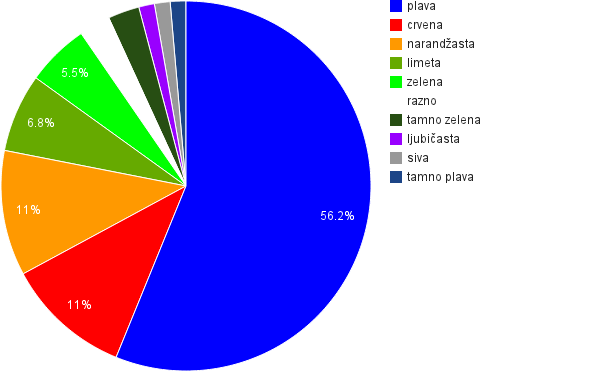 plava
crvena
narandžasta
limeta
zelena
razno
tamno zelena
ljubičasta
siva
tamno plava
5.5%
6.8%
11%
11%
56.2%